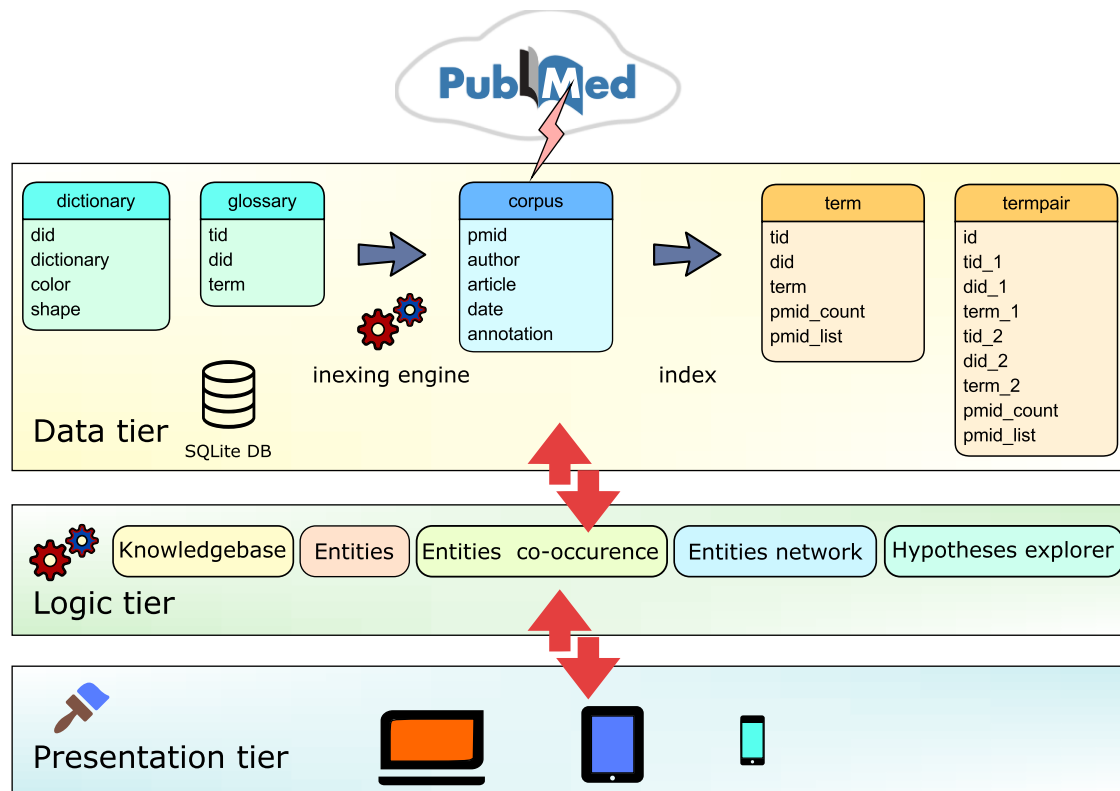 PubMed
dictionary
did
dictionary
color
shape
glossary
tid
did
term
corpus
pmid
author
article
date
annotation
term
tid
did
term
pmid_count
pmid_list
termpair
id
tid_1
did_1
term_1
tid_2
did_2
term_2
pmid_count
pmid_list
inexing engine
index
SQLite DB
Data tier
Knowledgebase
Entities
Entities co-occurence
Entities network
Hypotheses explorer
Logic tier
Presentation tier